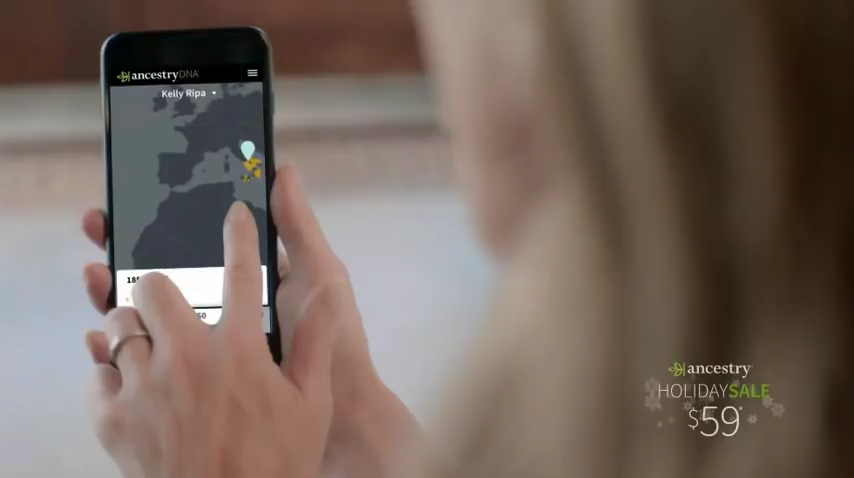 ancestryDNA
Kelly Ripa
ancestry
HOLIDAYSALE
$59*